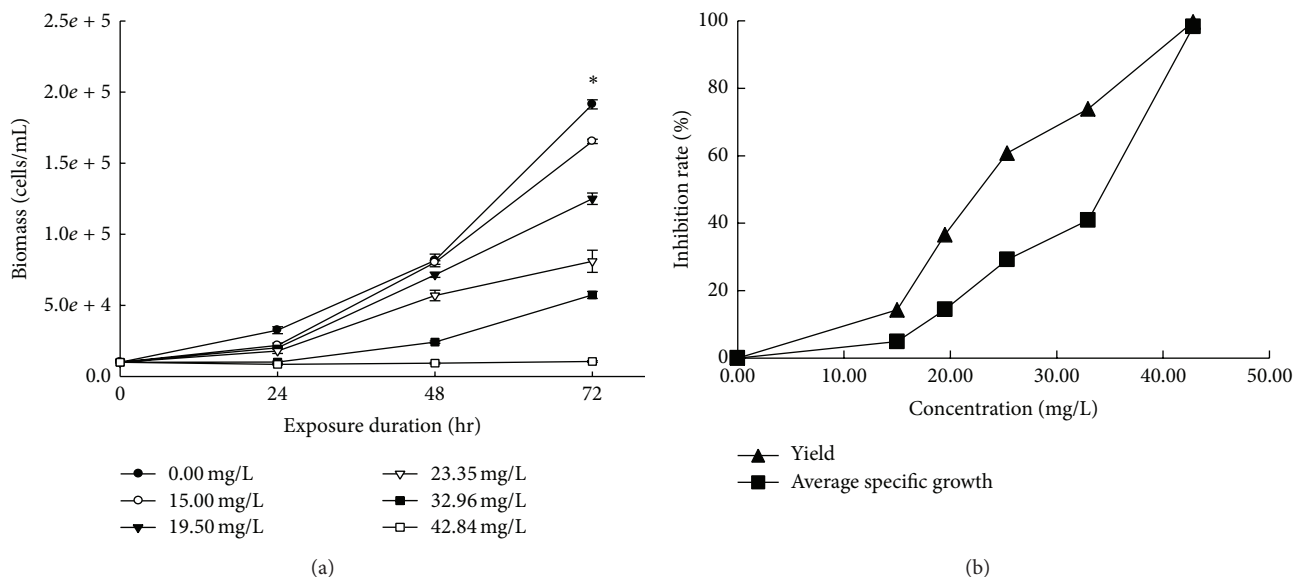 2.5e + 5
2.0e + 5
1.5e + 5
1.0e + 5
5.0e + 4
0.0
Biomass (cells/mL)
*
0 24 48 72
Exposure duration (hr)
0.00 mg/L
15.00 mg/L
19.50 mg/L
23.35 mg/L
32.96 mg/L
42.84 mg/L
(a)
100
80
60
40
20
0
Inhibition rate (%)
0.00 10.00 20.00 30.00 40.00 50.00
Concentration (mg/L)
Yield
Average specific growth
(b)